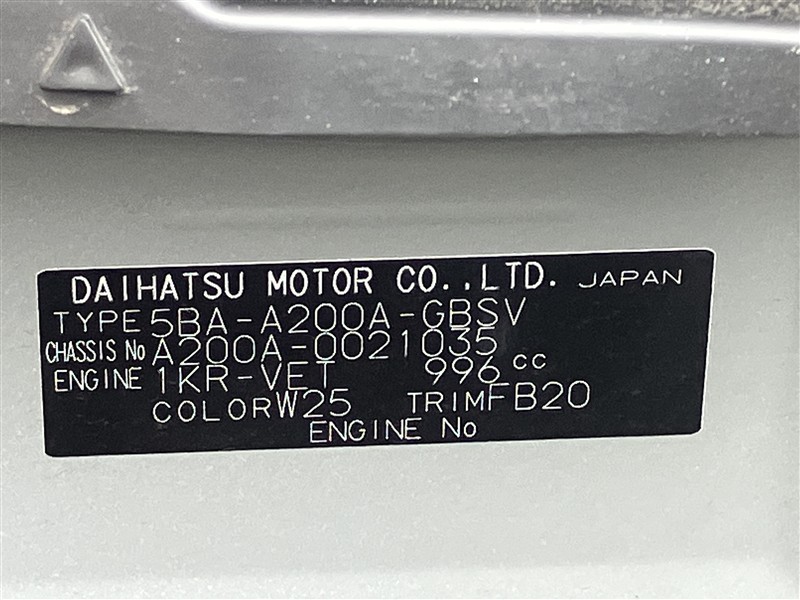 DAIHATSU MOTOR CO.,LTD. JAPAN
TYPE 5BA-A200A-GBSV
CHASSIS No A200A-0021035
ENGINE 1KR-VET 996 cc
COLOR W25 TRIM FB20
ENGINE No